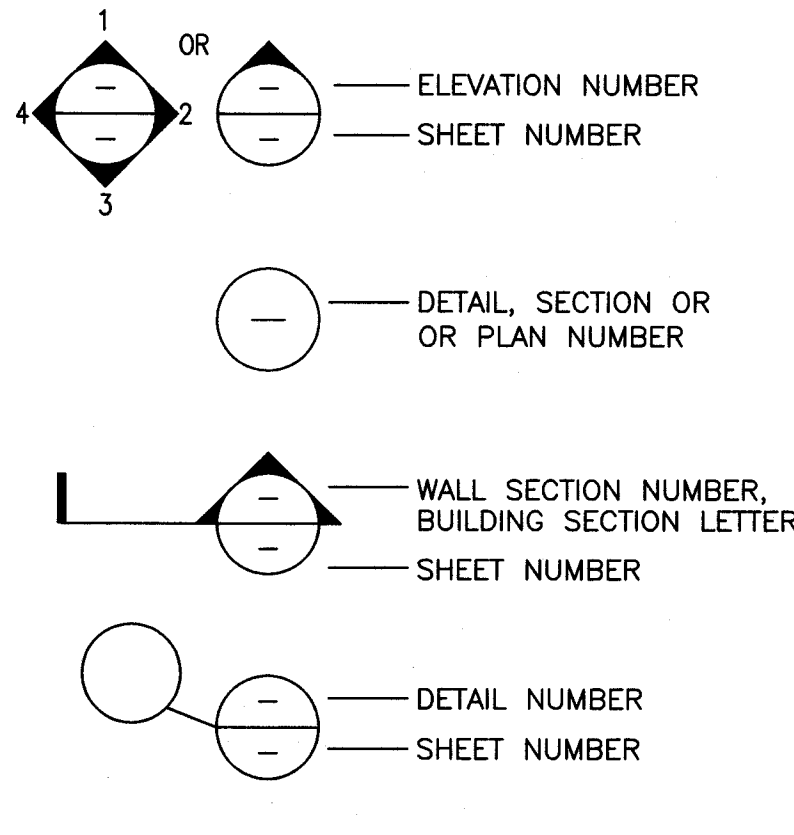 1
OR
4
2
3
ELEVATION NUMBER
SHEET NUMBER
DETAIL, SECTION OR
OR PLAN NUMBER
WALL SECTION NUMBER,
BUILDING SECTION LETTER
SHEET NUMBER
DETAIL NUMBER
SHEET NUMBER